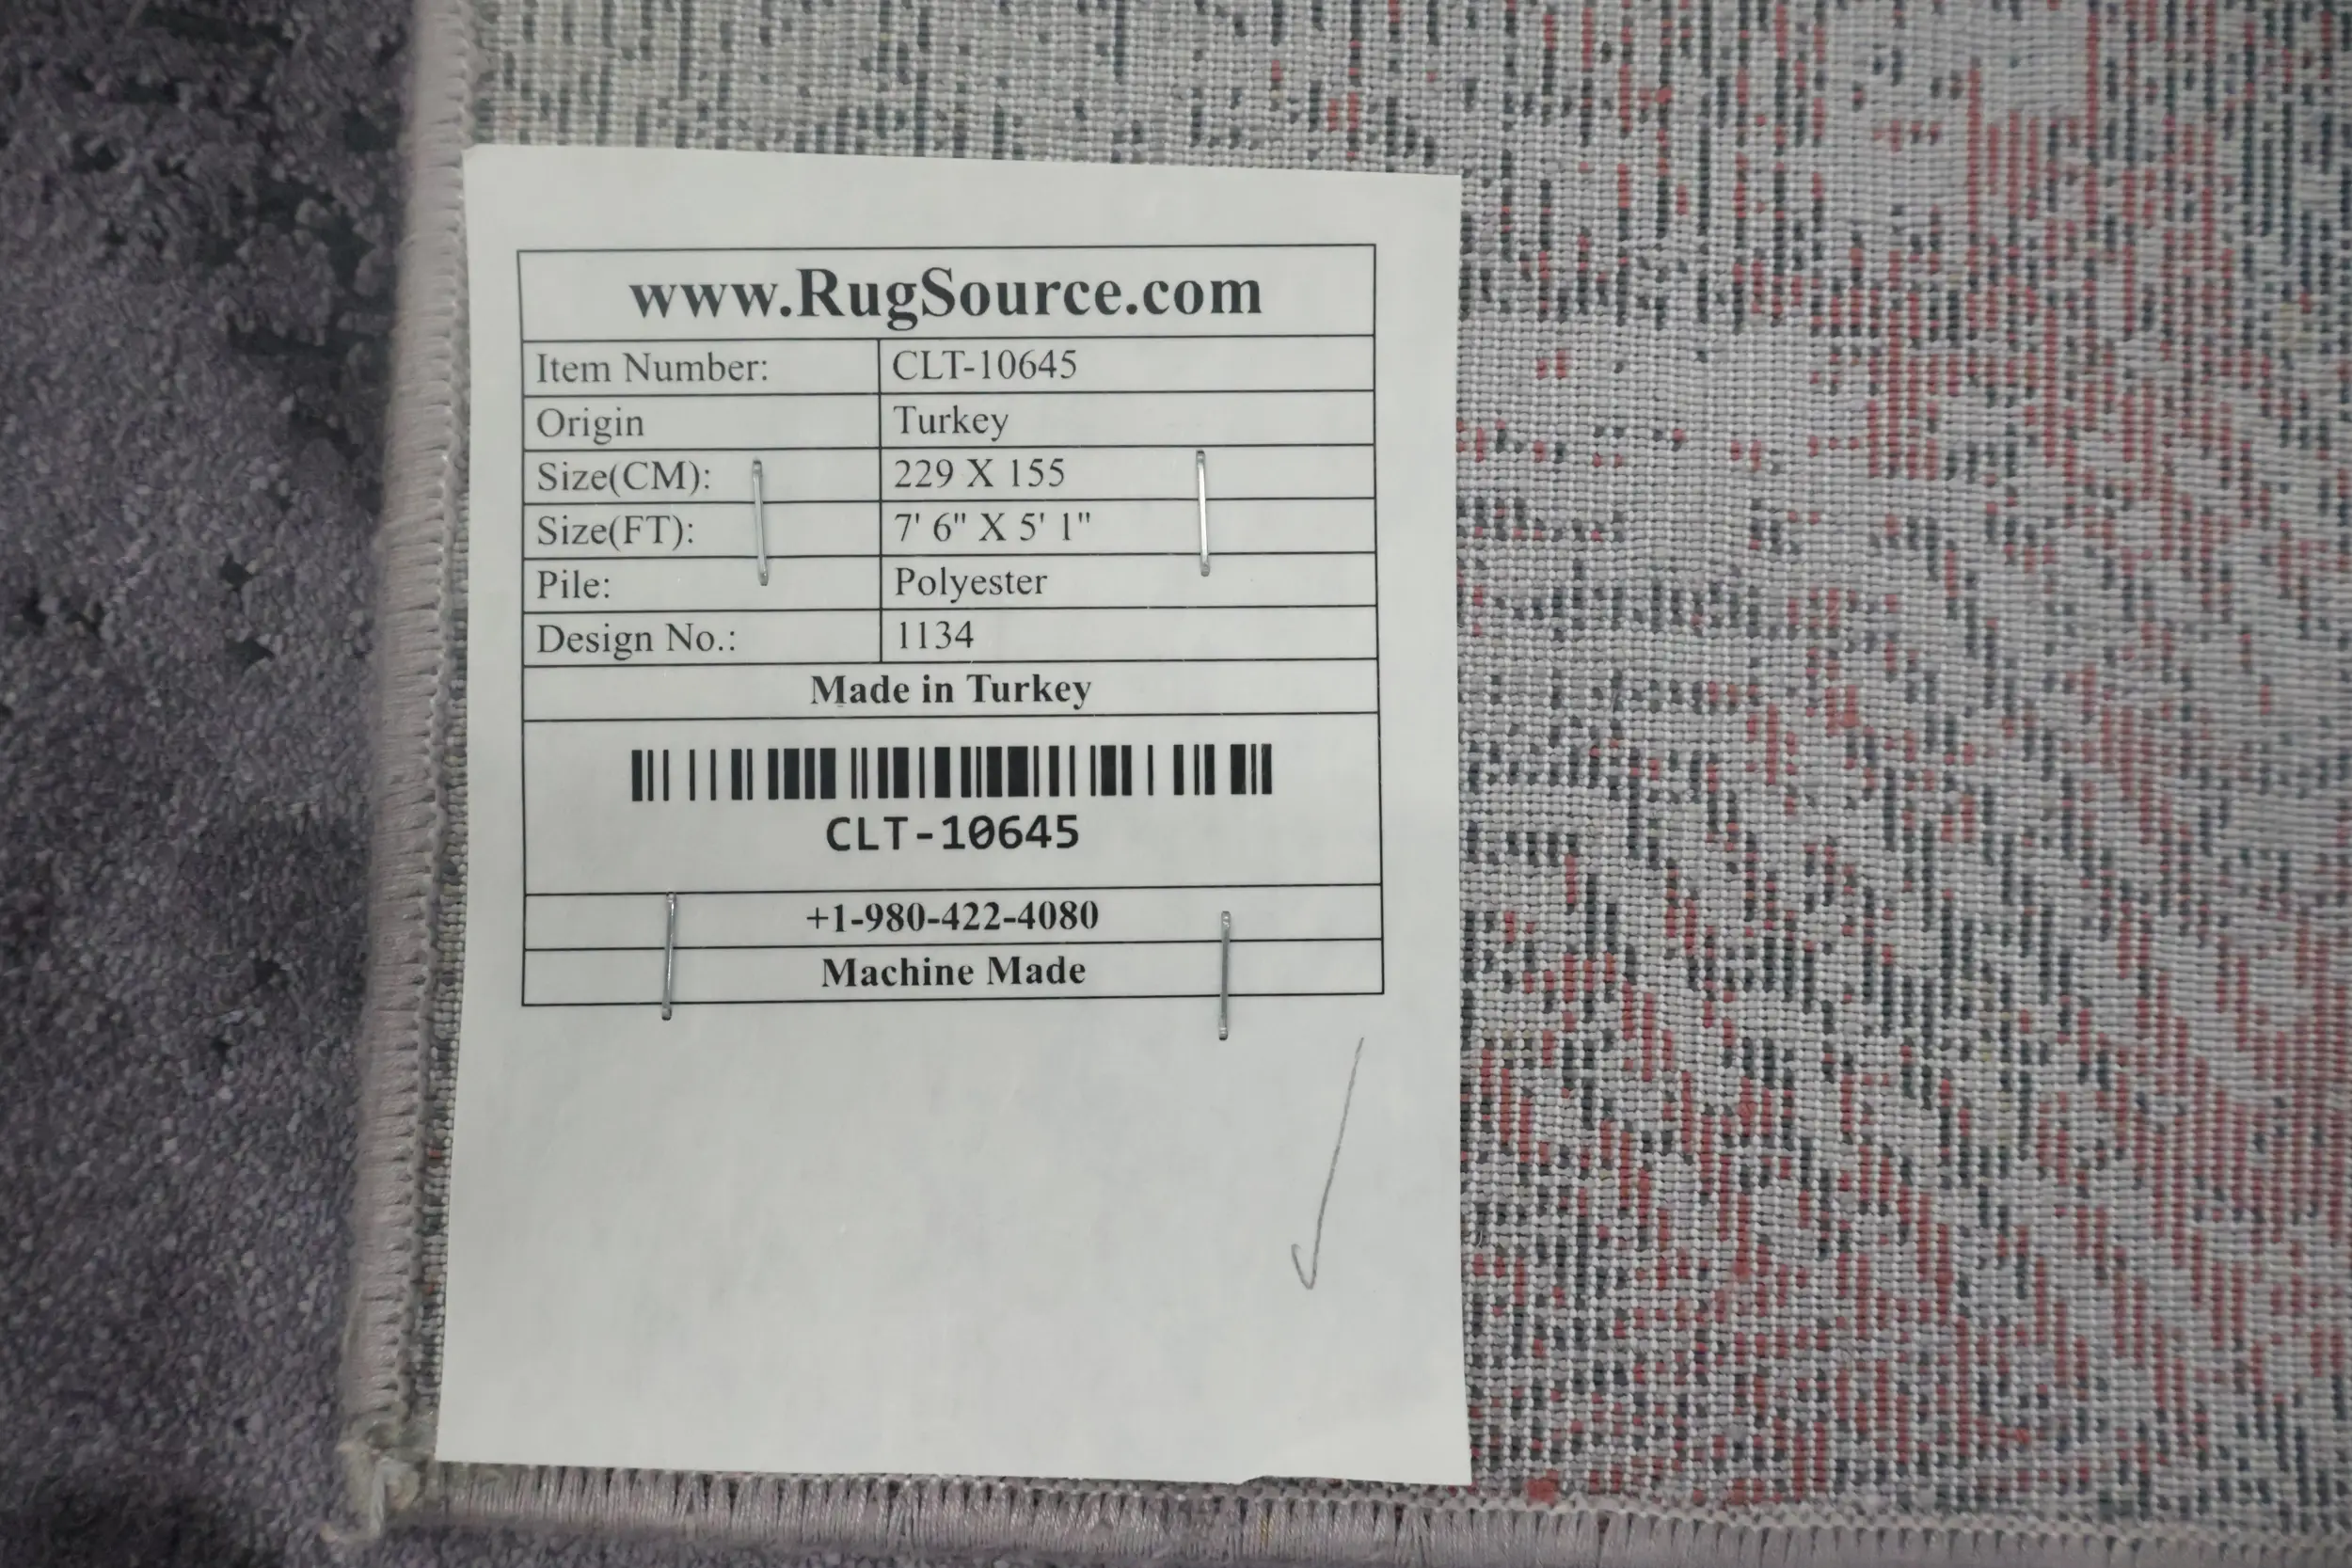 www.RugSource.com
Item Number: CLT-10645
Origin Turkey
Size(CM): 229 X 155
Size(FT): 7' 6" X 5' 1"
Pile: Polyester
Design No.: 1134
Made in Turkey
CLT-10645
+1-980-422-4080
Machine Made